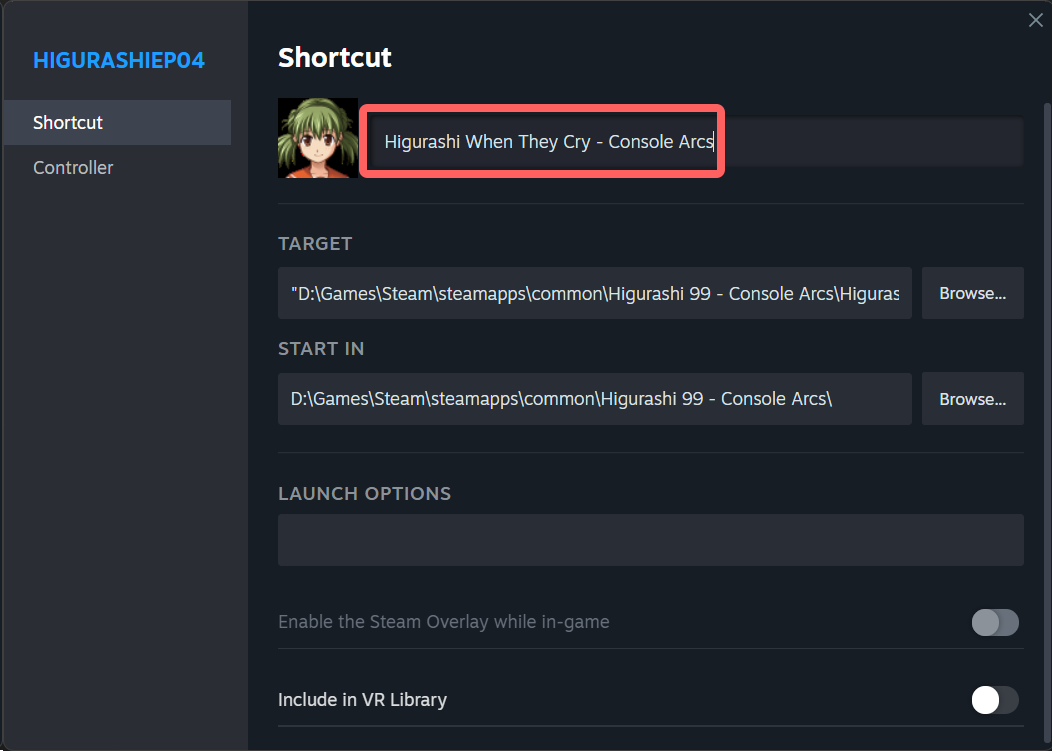 HIGURASHIEP04
Shortcut
Controller
Shortcut
Higurashi When They Cry - Console Arcs
TARGET
"D:\Games\Steam\steamapps\common\Higurashi 99 - Console Arcs\Higuras
Browse...
START IN
D:\Games\Steam\steamapps\common\Higurashi 99 - Console Arcs\
Browse...
LAUNCH OPTIONS
Enable the Steam Overlay while in-game
Include in VR Library